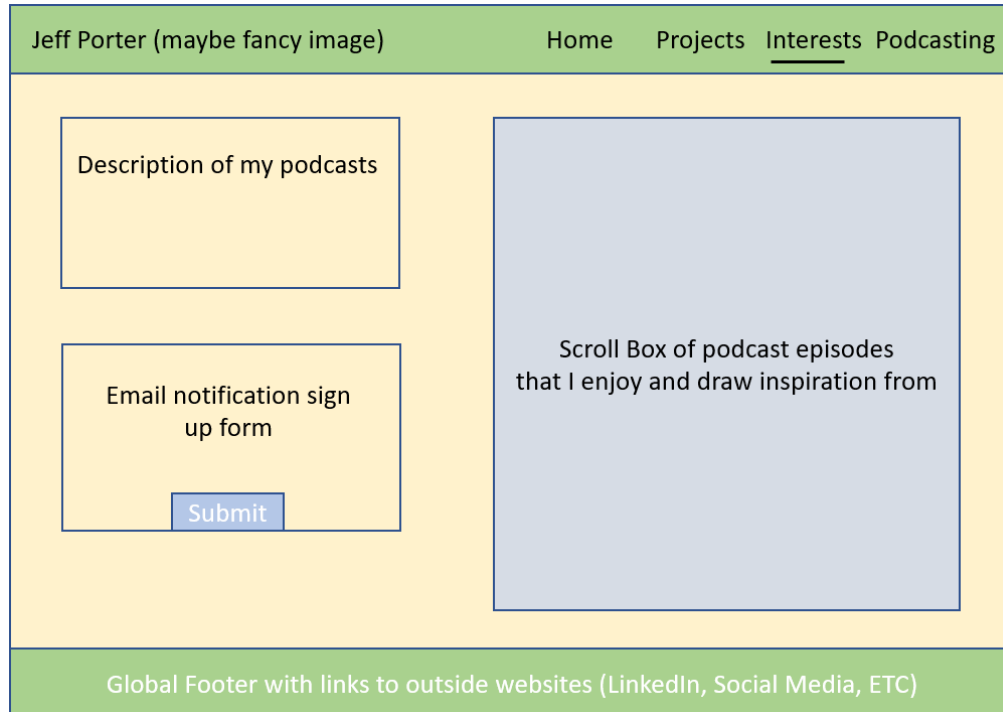 Jeff Porter (maybe fancy image) Home Projects Interests Podcasting
Description of my podcasts
Email notification sign
up form
Submit
Scroll Box of podcast episodes
that I enjoy and draw inspiration from
Global Footer with links to outside websites (LinkedIn, Social Media, ETC)